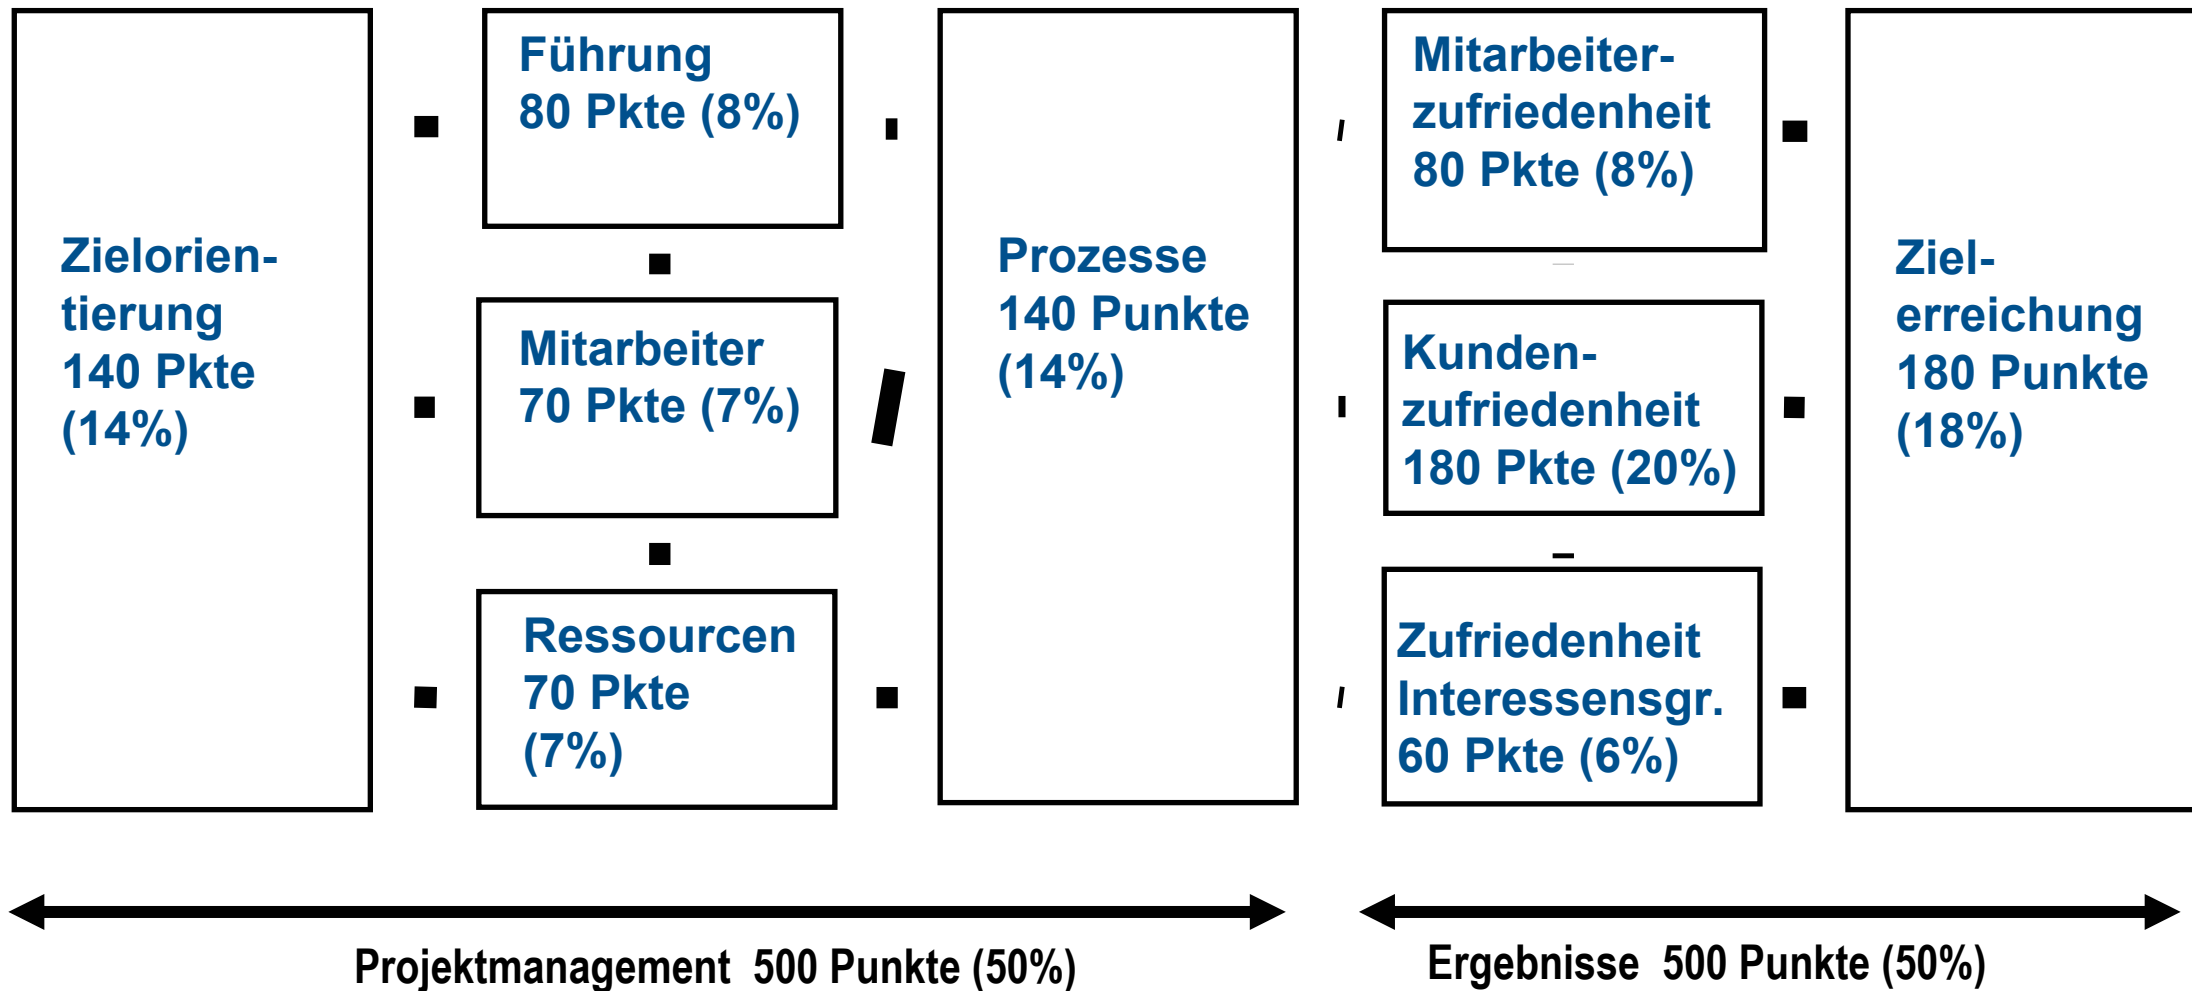 Zielorien-
tierung
140 Pkte
(14%)
Führung
80 Pkte (8%)
Mitarbeiter
70 Pkte (7%)
Ressourcen
70 Pkte
(7%)
Prozesse
140 Punkte
(14%)
Mitarbeiter-
zufriedenheit
80 Pkte (8%)
Kunden-
zufriedenheit
180 Pkte (20%)
Zufriedenheit
Interessensgr.
60 Pkte (6%)
Ziel-
erreichung
180 Punkte
(18%)
Projektmanagement 500 Punkte (50%)
Ergebnisse 500 Punkte (50%)